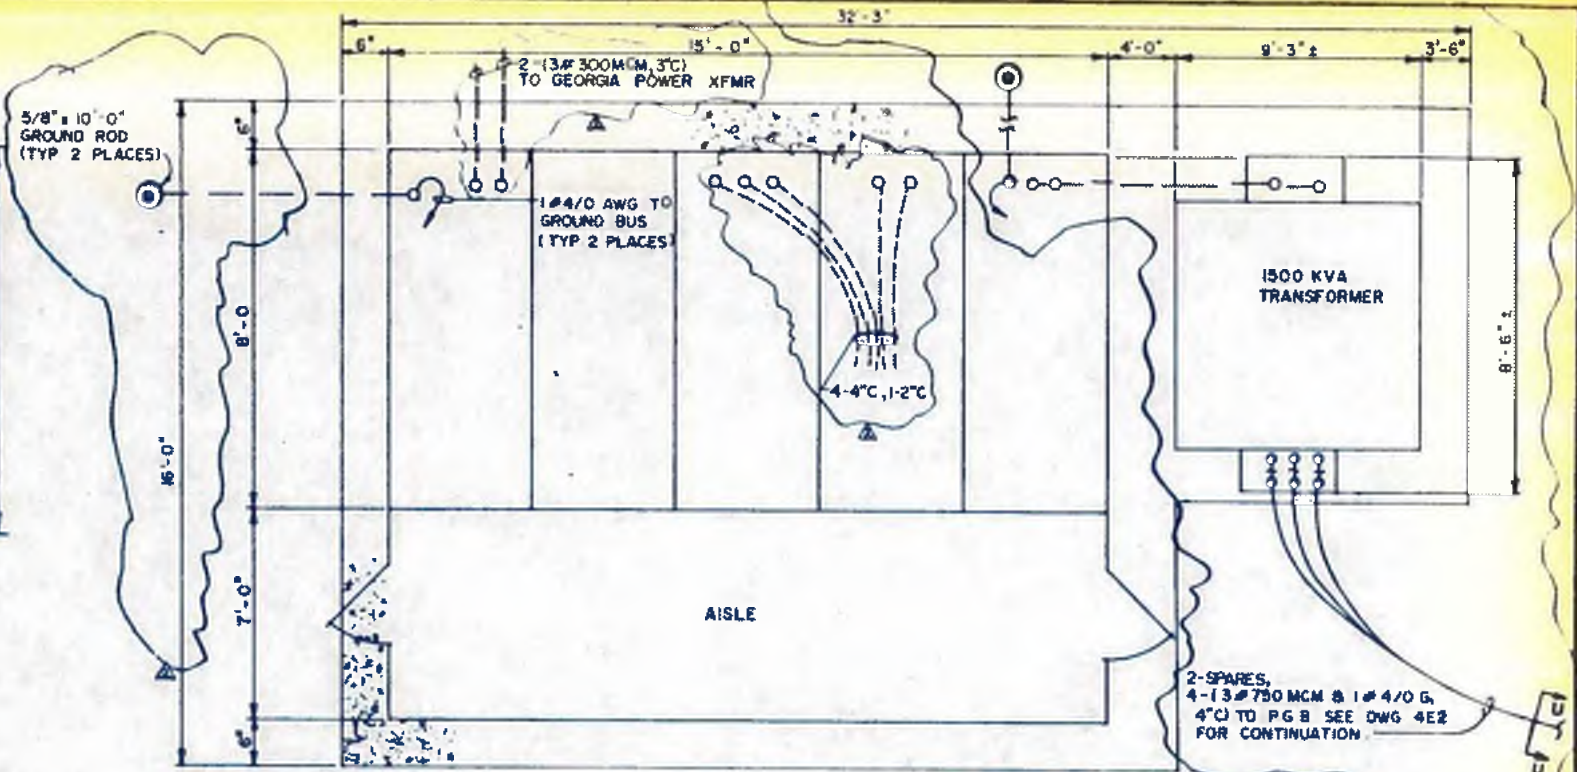 32'-3"
6"
15'-0"
4'-0"
9'-3" ±
3'-6"
2-(3#300MCM,3"C)
TO GEORGIA POWER XFMR
5/8" x 10'-0"
GROUND ROD
(TYP 2 PLACES)
6"
1#4/0 AWG TO
GROUND BUS
(TYP 2 PLACES)
1500 KVA
TRANSFORMER
8'-0
8'-6" ±
4-4"C,1-2"C
16'-0"
7'-0"
AISLE
2-SPARES,
4-(3#750 MCM & 1#4/0 G,
4"C) TO PGB SEE DWG 4E2
FOR CONTINUATION
6"